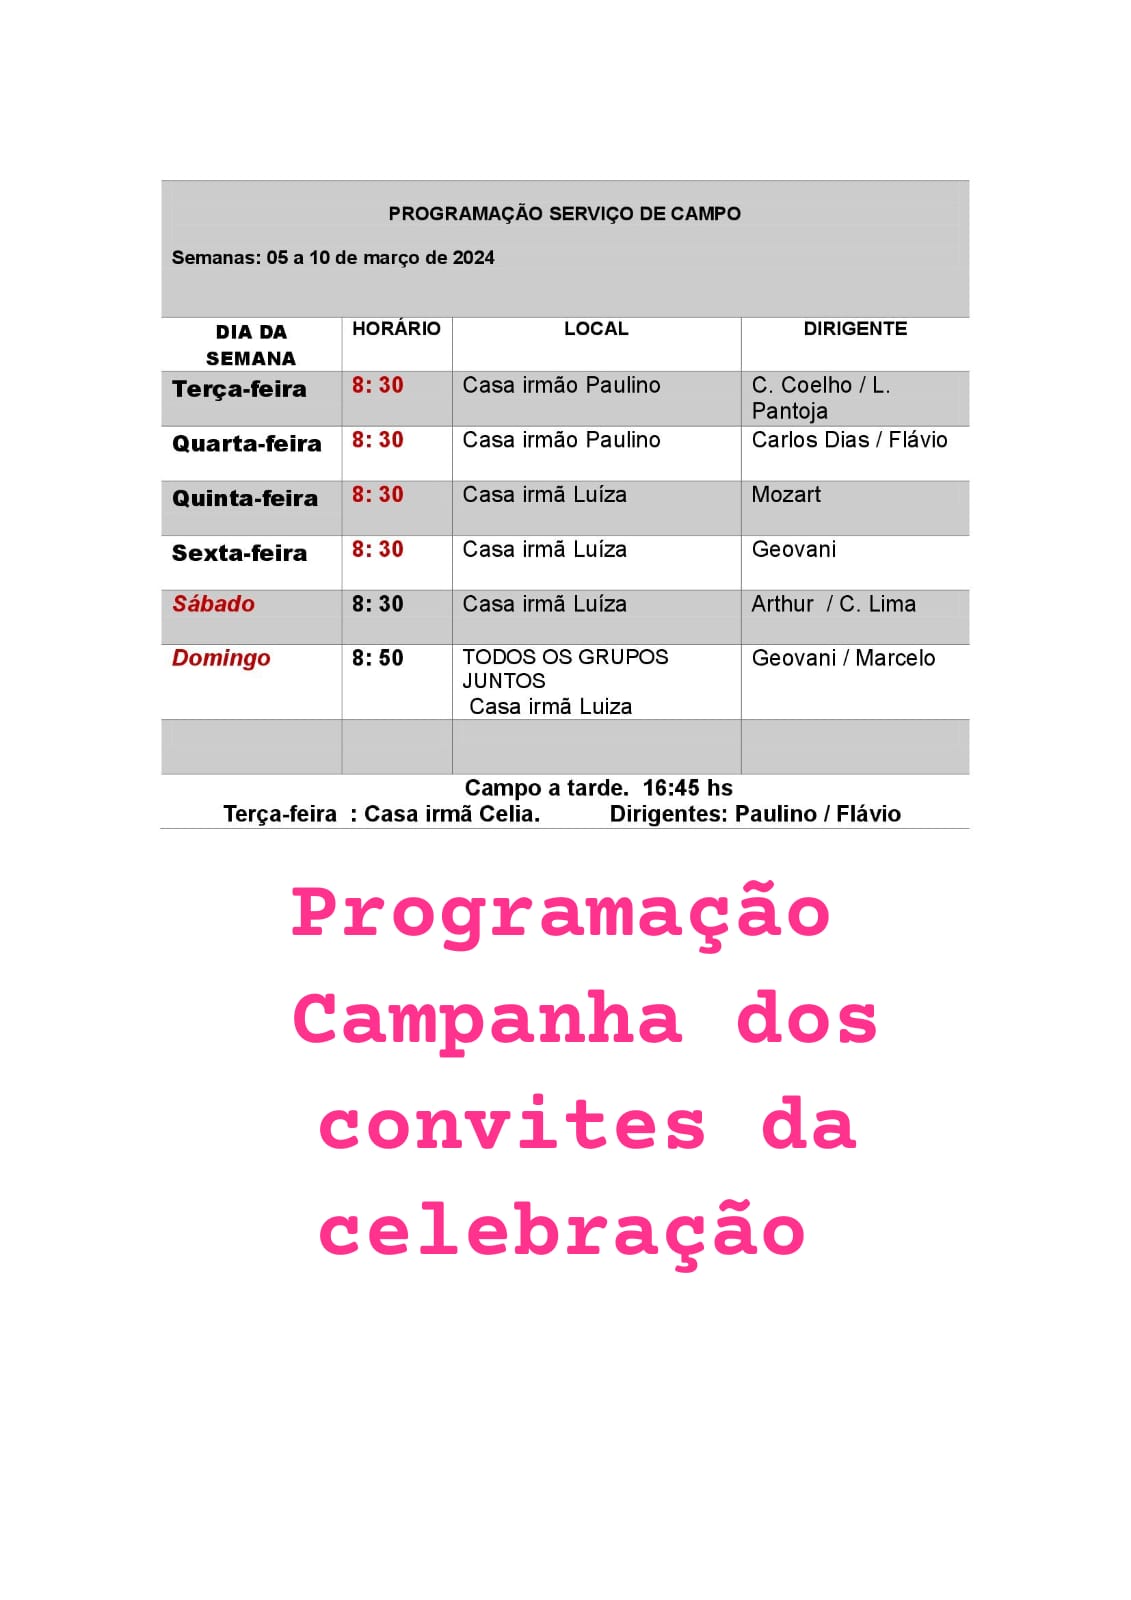 PROGRAMAÇÃO SERVIÇO DE CAMPO
Semanas: 05 a 10 de março de 2024
DIA DA SEMANA HORÁRIO LOCAL DIRIGENTE
Terça-feira 8: 30 Casa irmão Paulino C. Coelho / L. Pantoja
Quarta-feira 8: 30 Casa irmão Paulino Carlos Dias / Flávio
Quinta-feira 8: 30 Casa irmã Luíza Mozart
Sexta-feira 8: 30 Casa irmã Luíza Geovani
Sábado 8: 30 Casa irmã Luíza Arthur / C. Lima
Domingo 8: 50 TODOS OS GRUPOS JUNTOS Casa irmã Luiza Geovani / Marcelo
Campo a tarde. 16:45 hs
Terça-feira : Casa irmã Celia. Dirigentes: Paulino / Flávio
Programação
Campanha dos
convites da
celebração